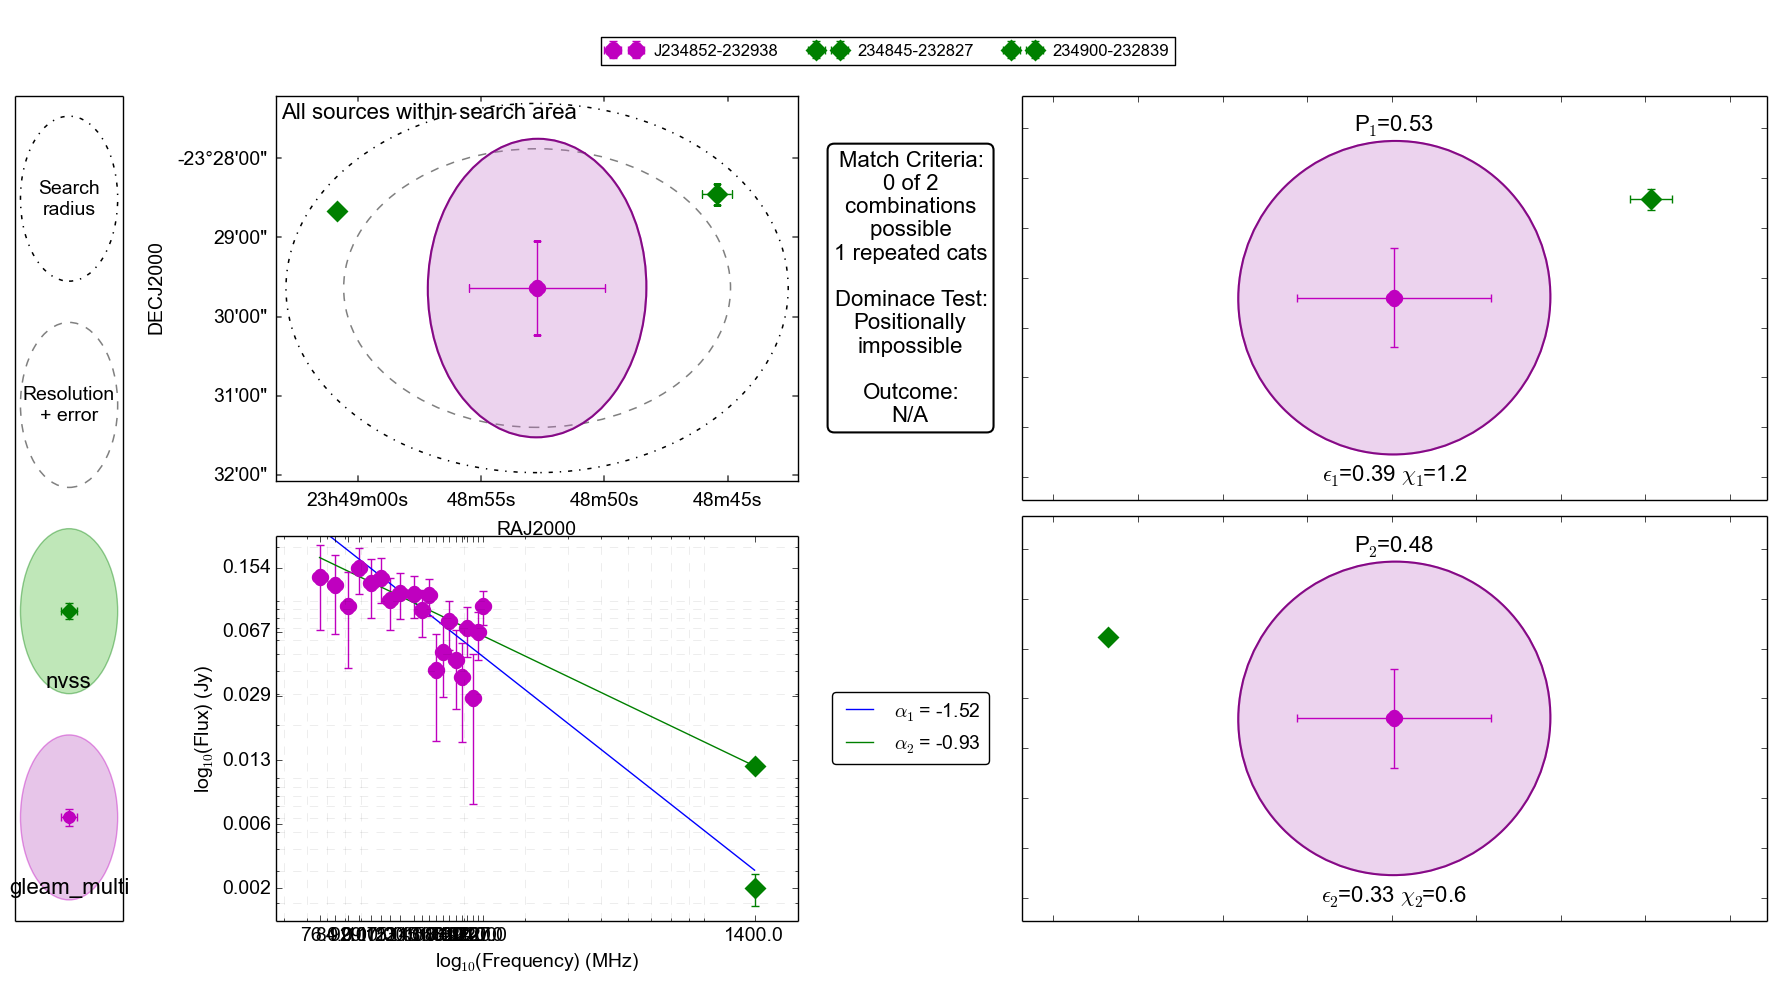 J234852-232938 234845-232827 234900-232839
Search
radius
Resolution
+ error
nvss
gleam_multi
All sources within search area
DECJ2000
-23°28'00"
29'00"
30'00"
31'00"
32'00"
23h49m00s 48m55s 48m50s 48m45s
RAJ2000
Match Criteria:
0 of 2
combinations
possible
1 repeated cats
Dominace Test:
Positionally
impossible
Outcome:
N/A
P1=0.53
ϵ1=0.39 χ1=1.2
log10(Flux) (Jy)
0.154
0.067
0.029
0.013
0.006
0.002
1400.0
log10(Frequency) (MHz)
α1 = -1.52
α2 = -0.93
P2=0.48
ϵ2=0.33 χ2=0.6